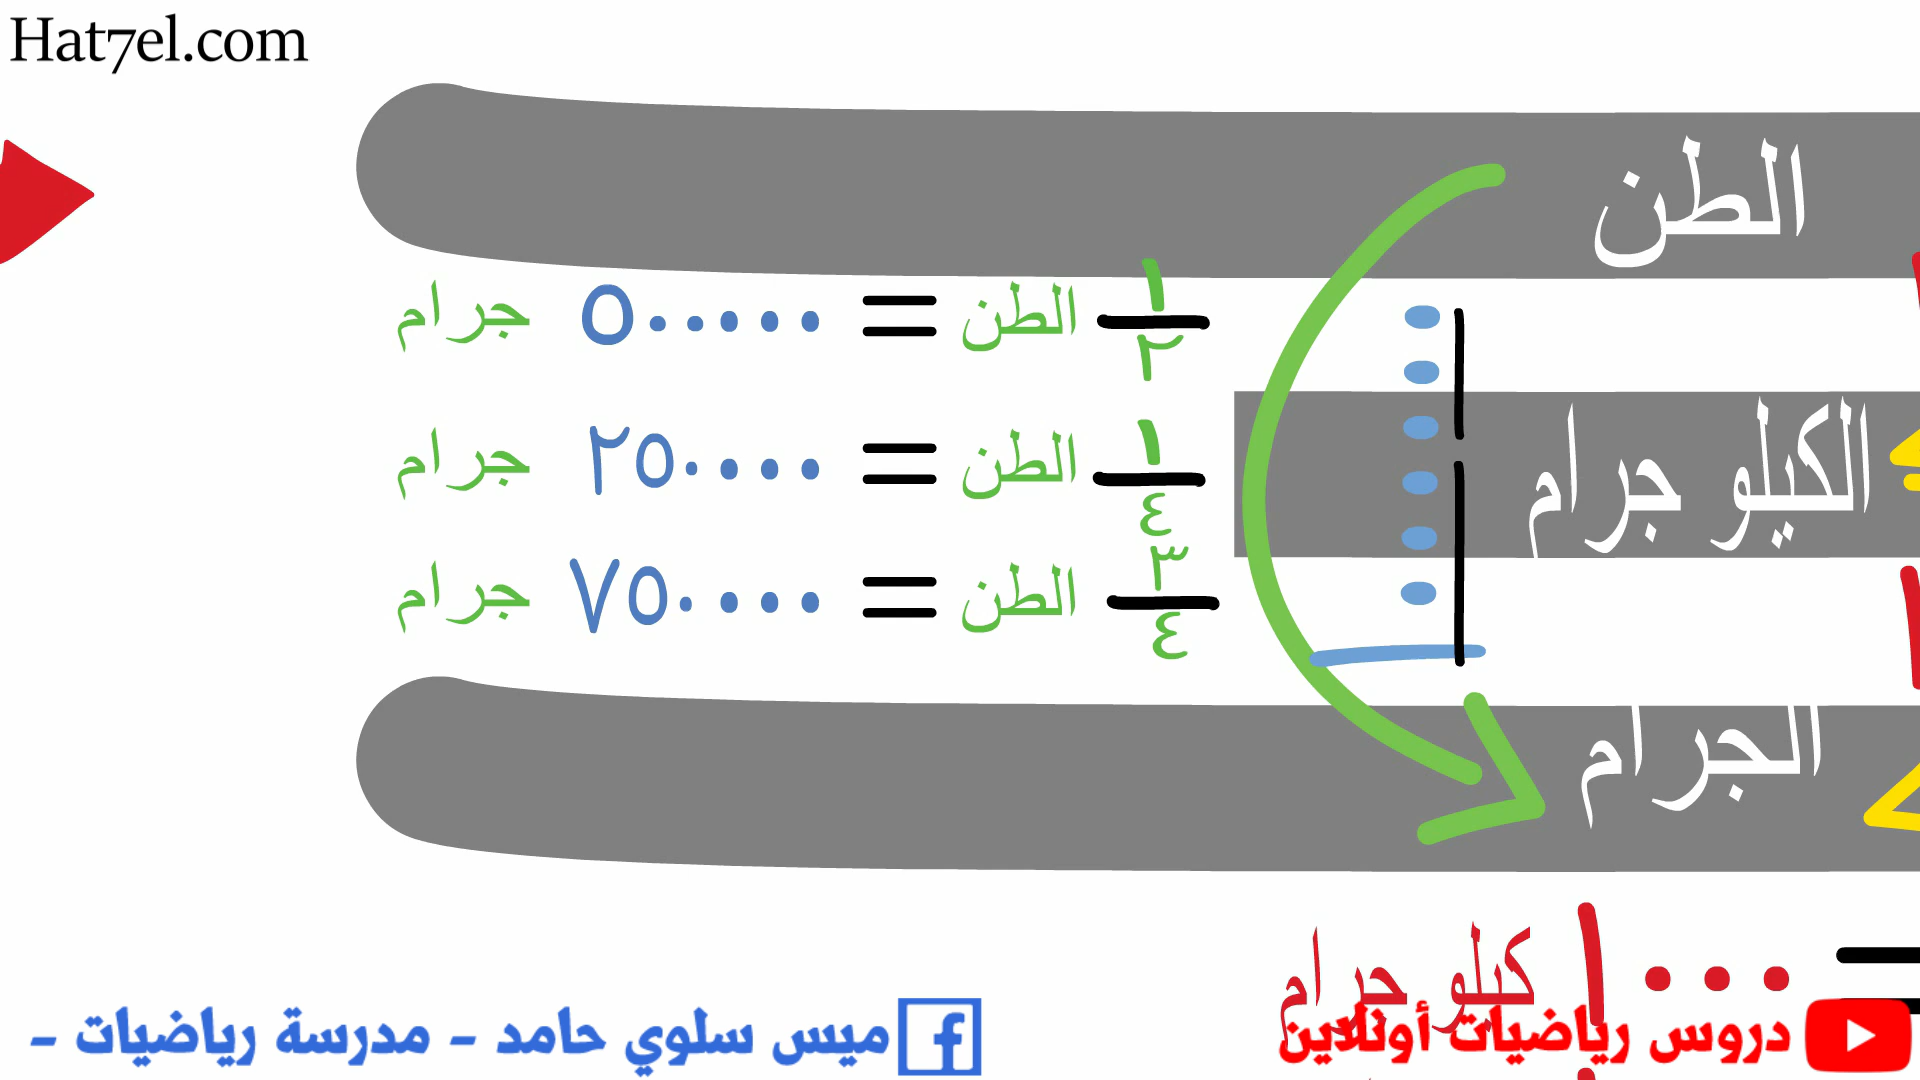 Hat7el.com
الطن
١/٢ الطن = ٥٠٠٠٠٠ جرام
الكيلو جرام
١/٤ الطن = ٢٥٠٠٠٠ جرام
٣/٤ الطن = ٧٥٠٠٠٠ جرام
١٠٠٠٠٠٠
الجرام
= ١٠٠٠ كيلو جرام
دروس رياضيات أونلاين
ميس سلوي حامد - مدرسة رياضيات -